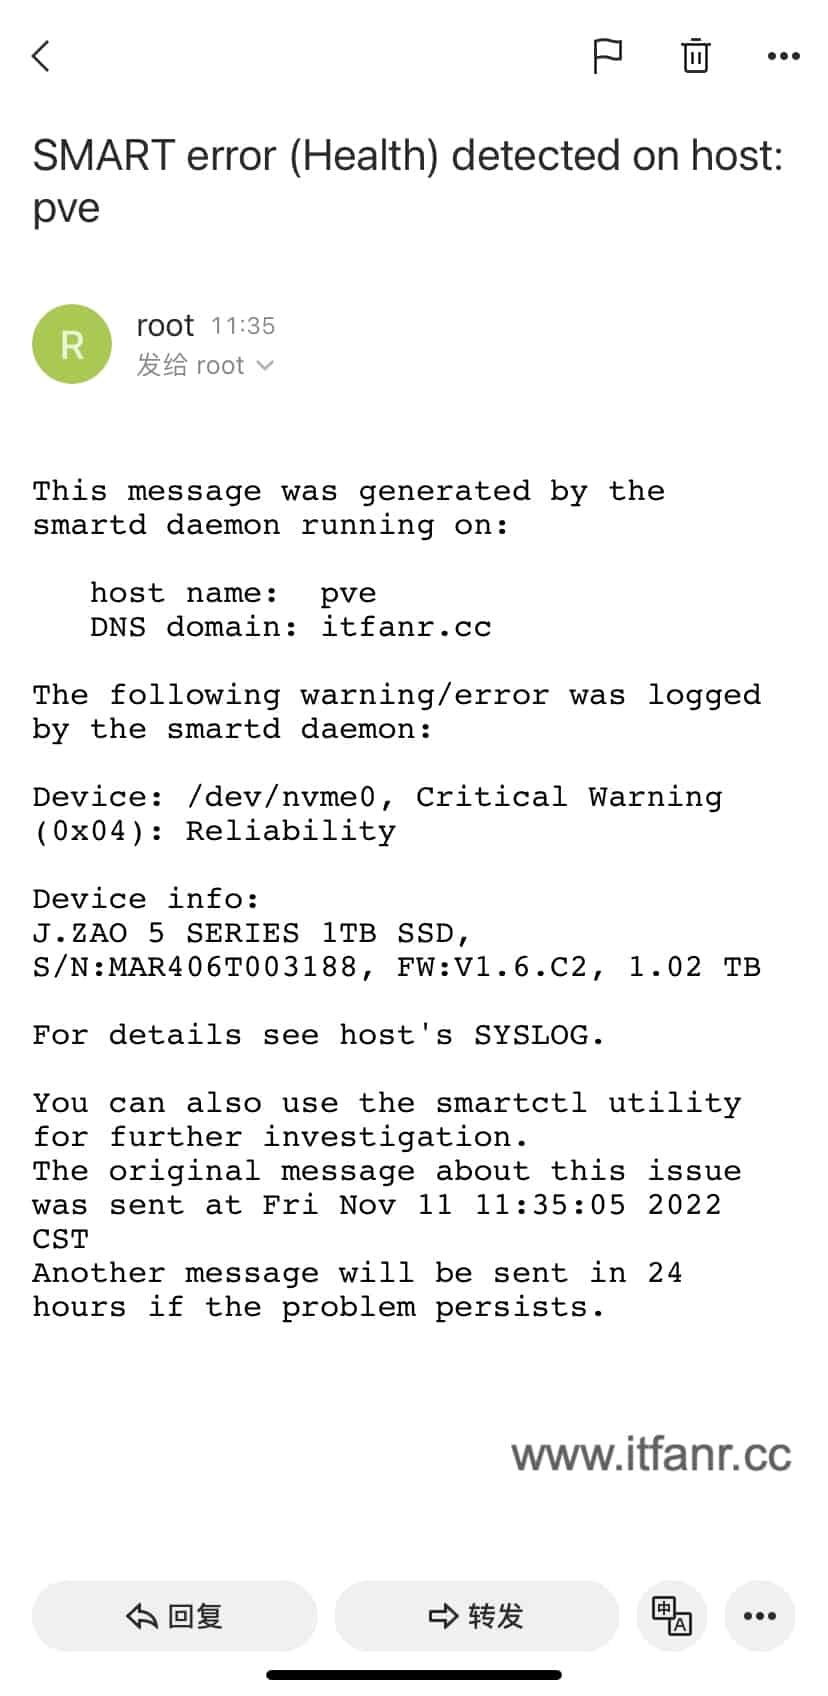 SMART error (Health) detected on host:
pve
R
root 11:35
发给 root
This message was generated by the
smartd daemon running on:
host name: pve
DNS domain: itfanr.cc
The following warning/error was logged
by the smartd daemon:
Device: /dev/nvme0, Critical Warning
(0x04): Reliability
Device info:
J.ZAO 5 SERIES 1TB SSD,
S/N:MAR406T003188, FW:V1.6.C2, 1.02 TB
For details see host's SYSLOG.
You can also use the smartctl utility
for further investigation.
The original message about this issue
was sent at Fri Nov 11 11:35:05 2022
CST
Another message will be sent in 24
hours if the problem persists.
www.itfanr.cc
回复 转发 中A